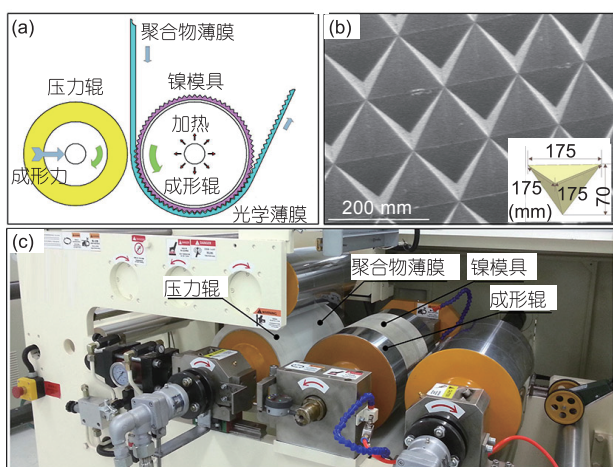 (a)
聚合物薄膜
压力辊
镍模具
加热
成形力
成形辊
光学薄膜
(b)
175
175
175
(mm)
70
200 mm
(c)
聚合物薄膜
镍模具
压力辊
成形辊